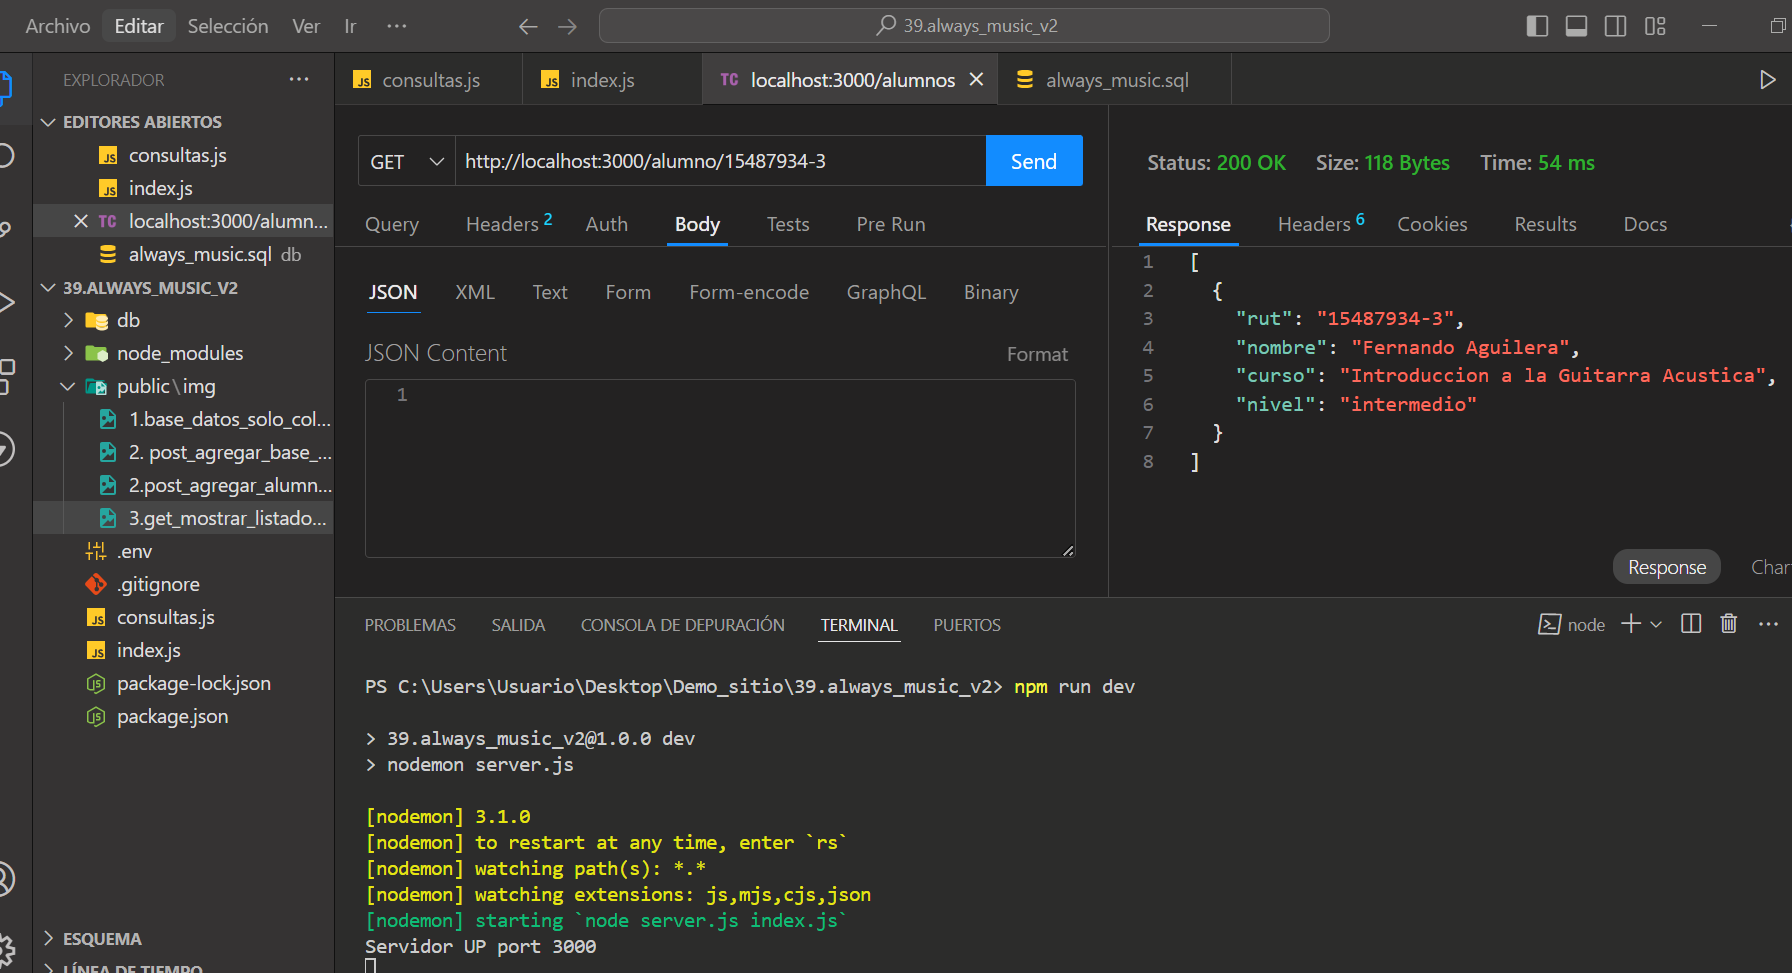 Archivo Editar Selección Ver Ir ··· 39.always_music_v2
EXPLORADOR ···
EDITORES ABIERTOS
JS consultas.js
JS index.js
TC localhost:3000/alumn...
always_music.sql db
39.ALWAYS_MUSIC_V2
db
node_modules
public\img
1.base_datos_solo_col...
2. post_agregar_base_...
2.post_agregar_alumn...
3.get_mostrar_listado...
.env
.gitignore
JS consultas.js
JS index.js
package-lock.json
package.json
ESQUEMA
LÍNEA DE TIEMPO
JS consultas.js JS index.js TC localhost:3000/alumnos always_music.sql
GET http://localhost:3000/alumno/15487934-3 Send
Query Headers 2 Auth Body Tests Pre Run
JSON XML Text Form Form-encode GraphQL Binary
JSON Content Format
1
Status: 200 OK Size: 118 Bytes Time: 54 ms
Response Headers 6 Cookies Results Docs
1 [
2 {
3 "rut": "15487934-3",
4 "nombre": "Fernando Aguilera",
5 "curso": "Introduccion a la Guitarra Acustica",
6 "nivel": "intermedio"
7 }
8 ]
Response Char
PROBLEMAS SALIDA CONSOLA DE DEPURACIÓN TERMINAL PUERTOS node ···
PS C:\Users\Usuario\Desktop\Demo_sitio\39.always_music_v2> npm run dev
> 39.always_music_v2@1.0.0 dev
> nodemon server.js
[nodemon] 3.1.0
[nodemon] to restart at any time, enter `rs`
[nodemon] watching path(s): *.*
[nodemon] watching extensions: js,mjs,cjs,json
[nodemon] starting `node server.js index.js`
Servidor UP port 3000